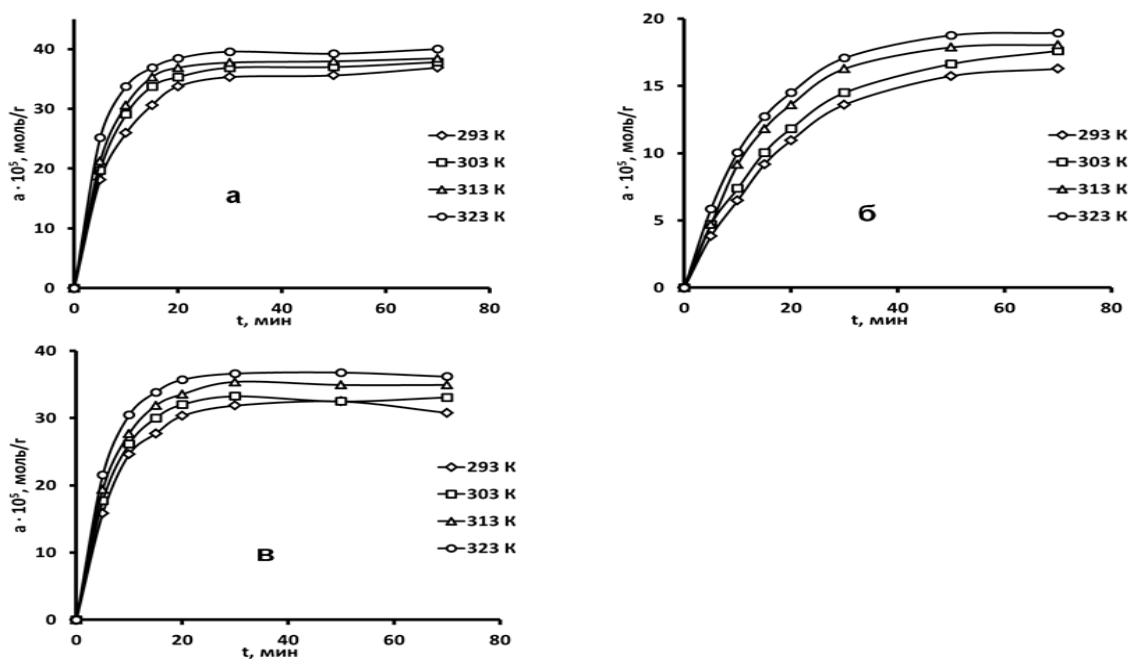 a · 10⁵, моль/г
40
30
20
10
0
0 20 40 60 80
t, мин
293 К
303 К
313 К
323 К
а
a · 10⁵, моль/г
20
15
10
5
0
0 20 40 60 80
t, мин
293 К
303 К
313 К
323 К
б
a · 10⁵, моль/г
40
30
20
10
0
0 20 40 60 80
t, мин
293 К
303 К
313 К
323 К
в